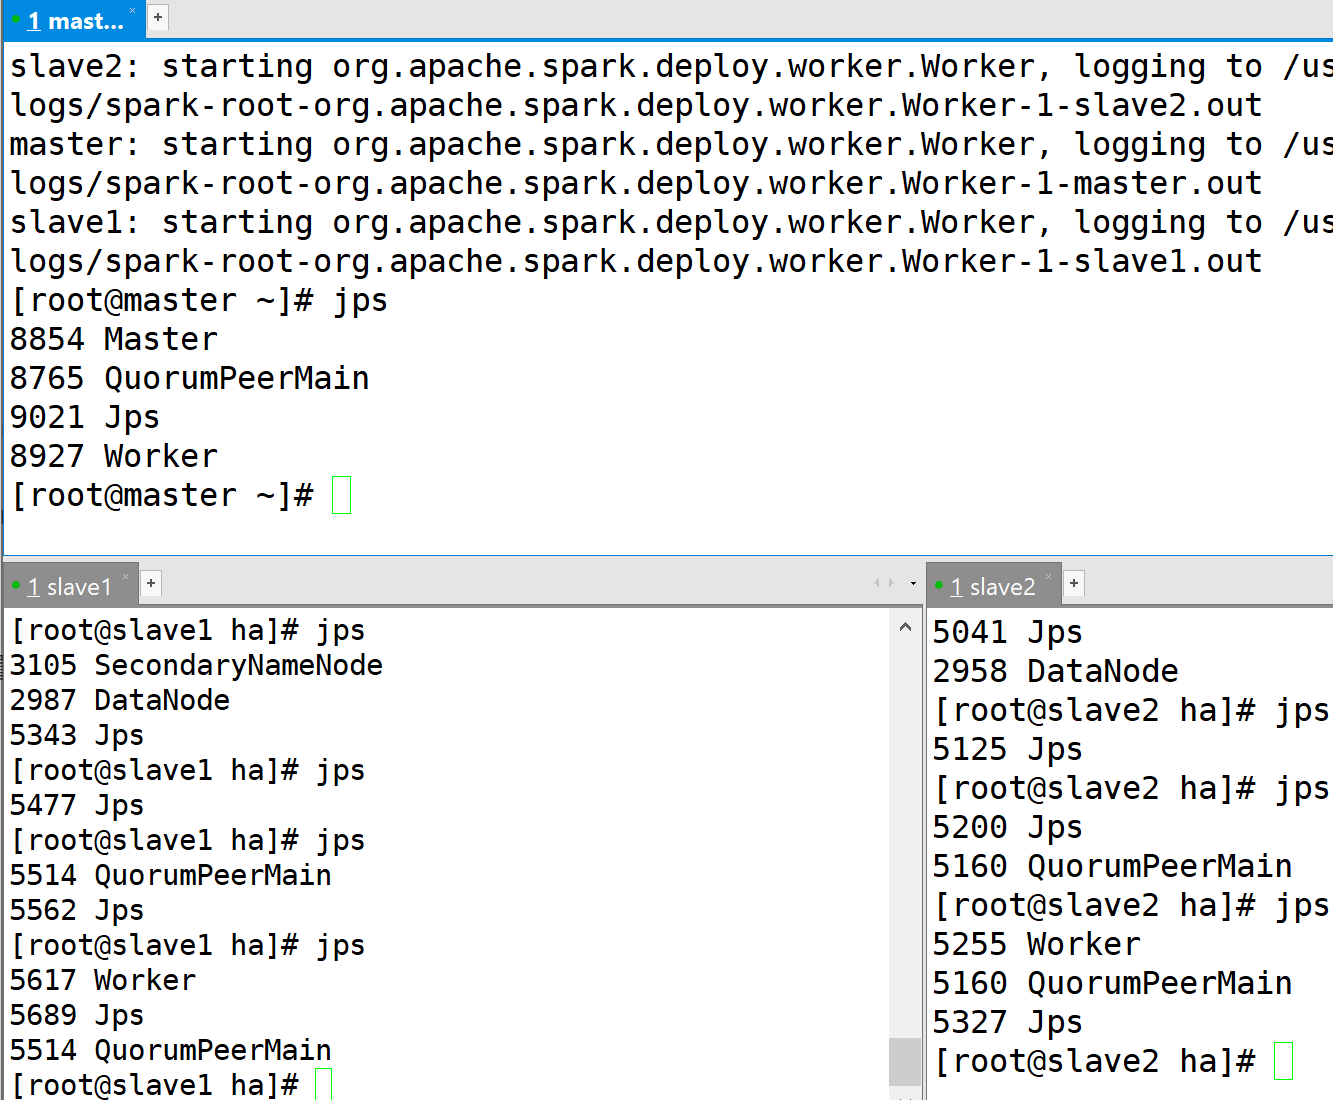 1 mast... × +
slave2: starting org.apache.spark.deploy.worker.Worker, logging to /us
logs/spark-root-org.apache.spark.deploy.worker.Worker-1-slave2.out
master: starting org.apache.spark.deploy.worker.Worker, logging to /us
logs/spark-root-org.apache.spark.deploy.worker.Worker-1-master.out
slave1: starting org.apache.spark.deploy.worker.Worker, logging to /us
logs/spark-root-org.apache.spark.deploy.worker.Worker-1-slave1.out
[root@master ~]# jps
8854 Master
8765 QuorumPeerMain
9021 Jps
8927 Worker
[root@master ~]#
1 slave1 × +
[root@slave1 ha]# jps
3105 SecondaryNameNode
2987 DataNode
5343 Jps
[root@slave1 ha]# jps
5477 Jps
[root@slave1 ha]# jps
5514 QuorumPeerMain
5562 Jps
[root@slave1 ha]# jps
5617 Worker
5689 Jps
5514 QuorumPeerMain
[root@slave1 ha]#
1 slave2 × +
5041 Jps
2958 DataNode
[root@slave2 ha]# jps
5125 Jps
[root@slave2 ha]# jps
5200 Jps
5160 QuorumPeerMain
[root@slave2 ha]# jps
5255 Worker
5160 QuorumPeerMain
5327 Jps
[root@slave2 ha]#